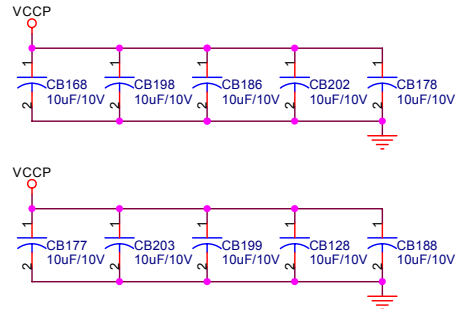 VCCP
1 1 1 1 1
CB168 CB198 CB186 CB202 CB178
10uF/10V 10uF/10V 10uF/10V 10uF/10V 10uF/10V
2 2 2 2 2
VCCP
1 1 1 1 1
CB177 CB203 CB199 CB128 CB188
10uF/10V 10uF/10V 10uF/10V 10uF/10V 10uF/10V
2 2 2 2 2